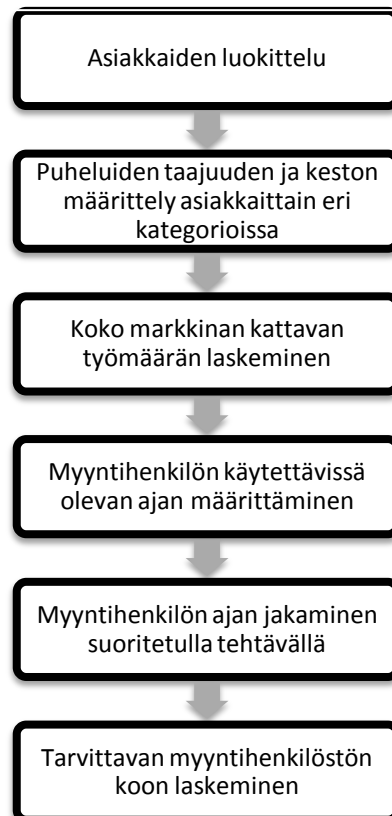 Asiakkaiden luokittelu
Puheluiden taajuuden ja keston
määrittely asiakkaittain eri
kategorioissa
Koko markkinan kattavan
työmäärän laskeminen
Myyntihenkilön käytettävissä
olevan ajan määrittäminen
Myyntihenkilön ajan jakaminen
suoritetulla tehtävällä
Tarvittavan myyntihenkilöstön
koon laskeminen